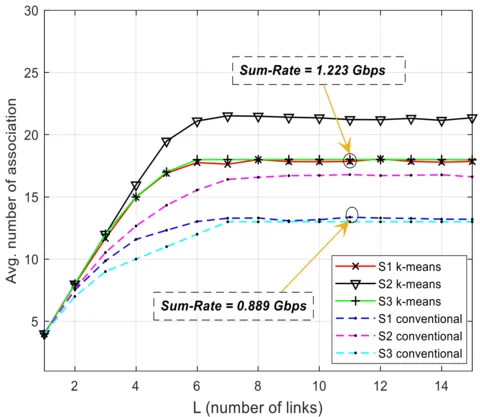 30
25
20
15
10
5
Avg. number of association
Sum-Rate = 1.223 Gbps
Sum-Rate = 0.889 Gbps
S1 k-means
S2 k-means
S3 k-means
S1 conventional
S2 conventional
S3 conventional
2 4 6 8 10 12 14
L (number of links)